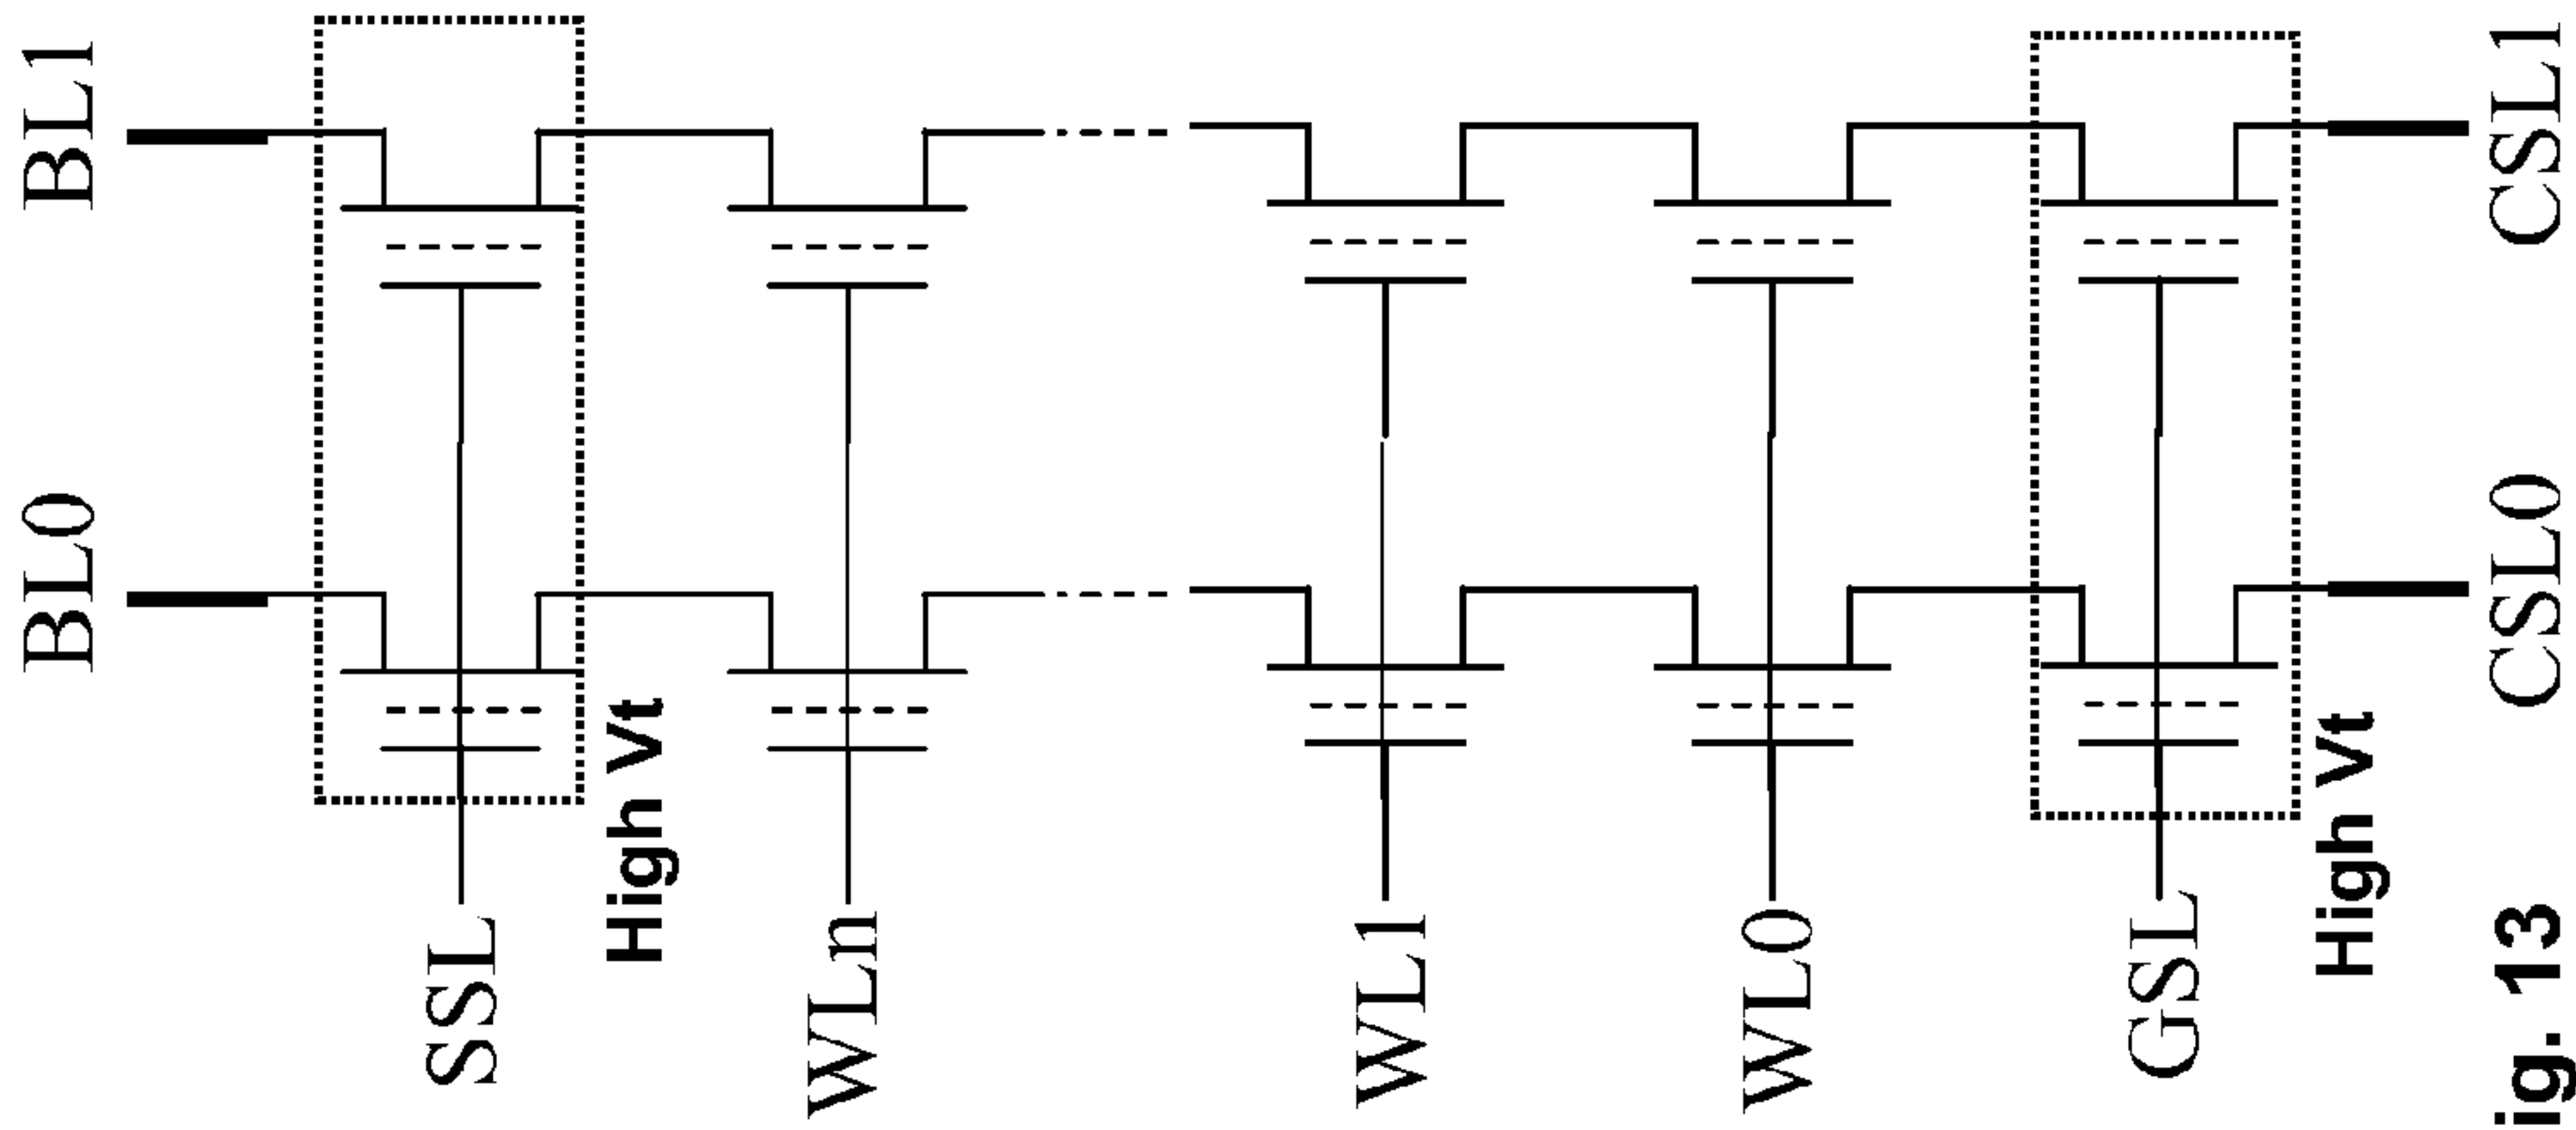 BL0
BL1
SSL
High Vt
WLn
WL1
WL0
GSL
High Vt
CSL0
CSL1
ig. 13